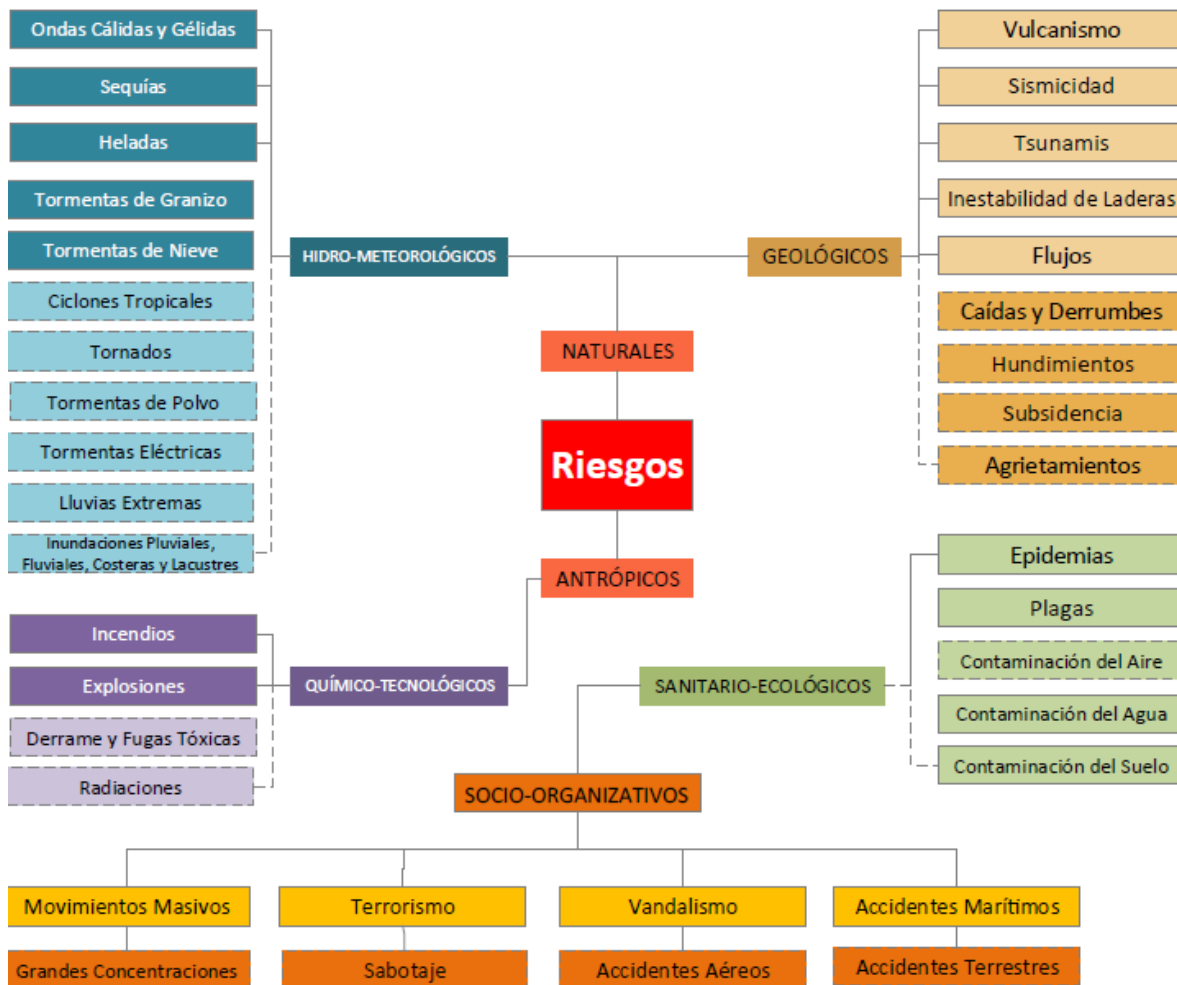 Ondas Cálidas y Gélidas
Sequías
Heladas
Tormentas de Granizo
Tormentas de Nieve
Ciclones Tropicales
Tornados
Tormentas de Polvo
Tormentas Eléctricas
Lluvias Extremas
Inundaciones Pluviales,
Fluviales, Costeras y Lacustres
HIDRO-METEOROLÓGICOS
GEOLÓGICOS
Vulcanismo
Sismicidad
Tsunamis
Inestabilidad de Laderas
Flujos
Caídas y Derrumbes
Hundimientos
Subsidencia
Agrietamientos
NATURALES
Riesgos
ANTRÓPICOS
Incendios
Explosiones
Derrame y Fugas Tóxicas
Radiaciones
QUÍMICO-TECNOLÓGICOS
SANITARIO-ECOLÓGICOS
Epidemias
Plagas
Contaminación del Aire
Contaminación del Agua
Contaminación del Suelo
SOCIO-ORGANIZATIVOS
Movimientos Masivos
Terrorismo
Vandalismo
Accidentes Marítimos
Grandes Concentraciones
Sabotaje
Accidentes Aéreos
Accidentes Terrestres